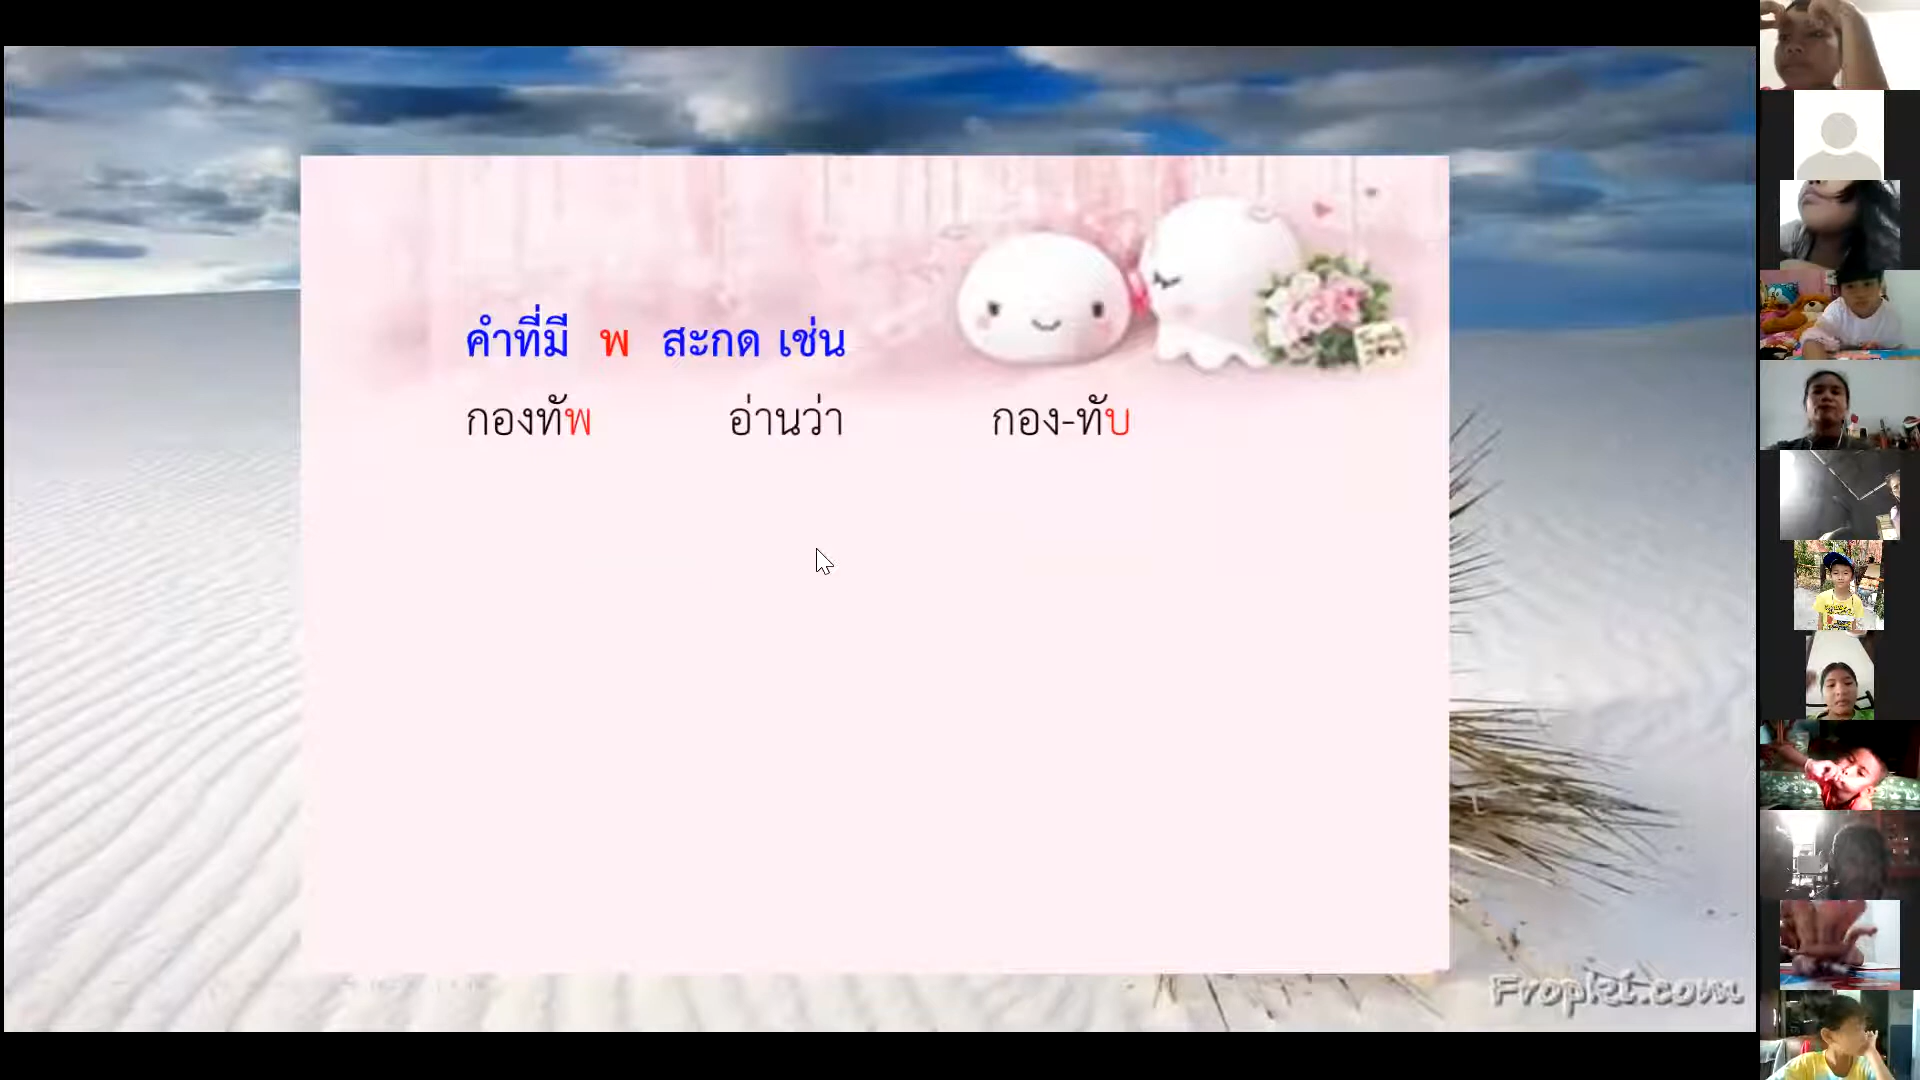 คำที่มี พ สะกด เช่น
กองทัพ อ่านว่า กอง-ทับ
Fropki.com